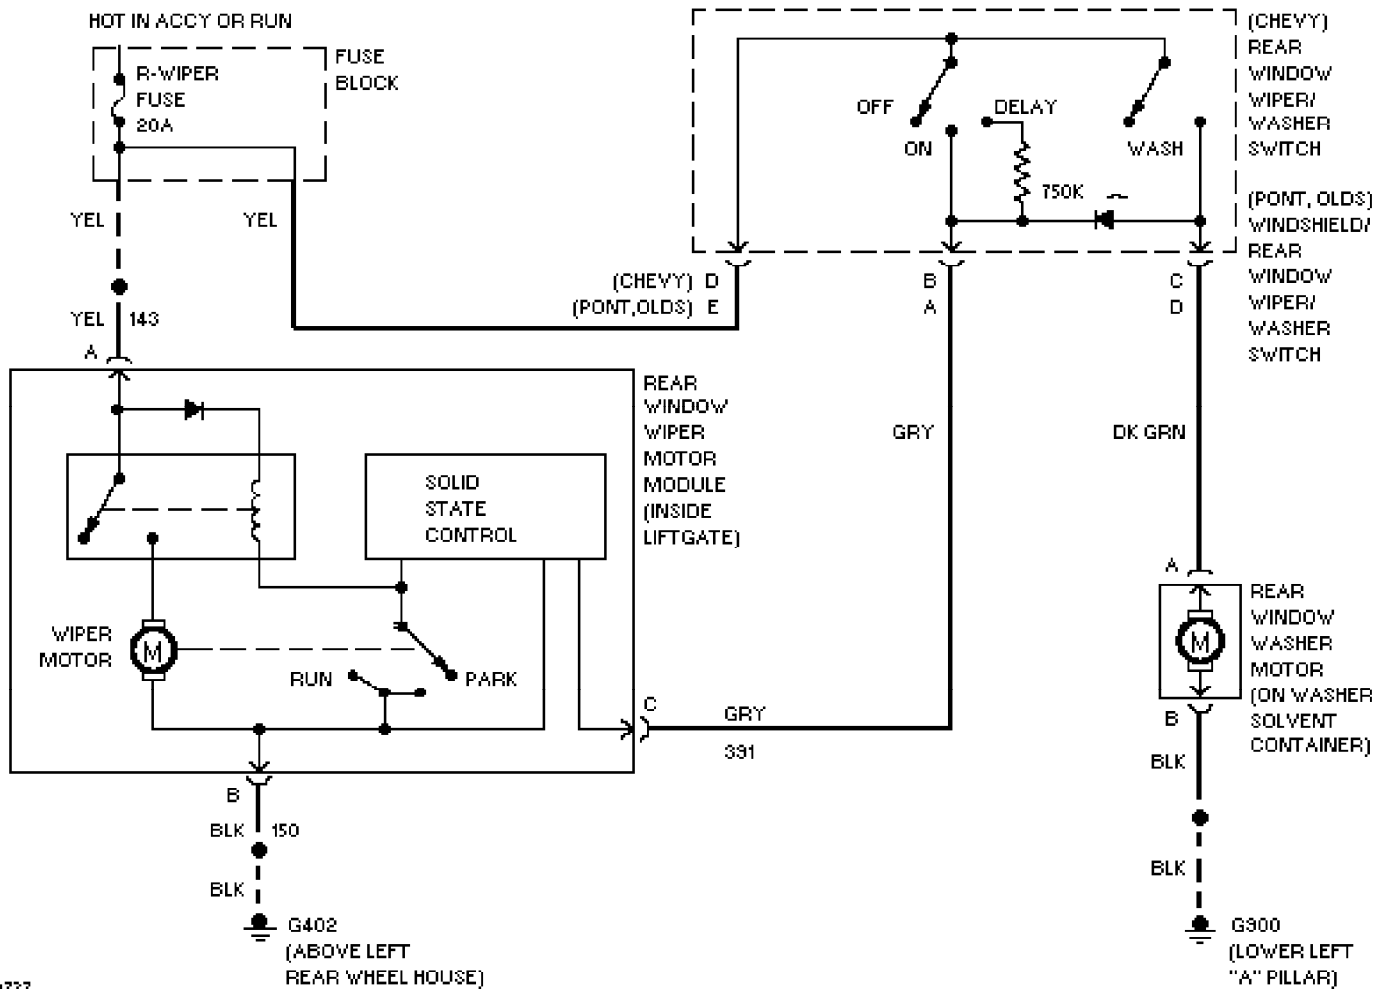 HOT IN ACCY OR RUN
R-WIPER
FUSE
20A
FUSE
BLOCK
YEL
YEL
YEL
143
A
OFF
ON
DELAY
750K
WASH
(CHEVY)
REAR
WINDOW
WIPER/
WASHER
SWITCH
(PONT, OLDS)
WINDSHIELD/
REAR
WINDOW
WIPER/
WASHER
SWITCH
(CHEVY) D
(PONT,OLDS) E
B
A
C
D
REAR
WINDOW
WIPER
MOTOR
MODULE
(INSIDE
LIFTGATE)
SOLID
STATE
CONTROL
GRY
DK GRN
WIPER
MOTOR
M
RUN
PARK
C
GRY
391
A
M
REAR
WINDOW
WASHER
MOTOR
(ON WASHER
SOLVENT
CONTAINER)
B
BLK
BLK
B
BLK
150
BLK
G402
(ABOVE LEFT
REAR WHEEL HOUSE)
G900
(LOWER LEFT
"A" PILLAR)